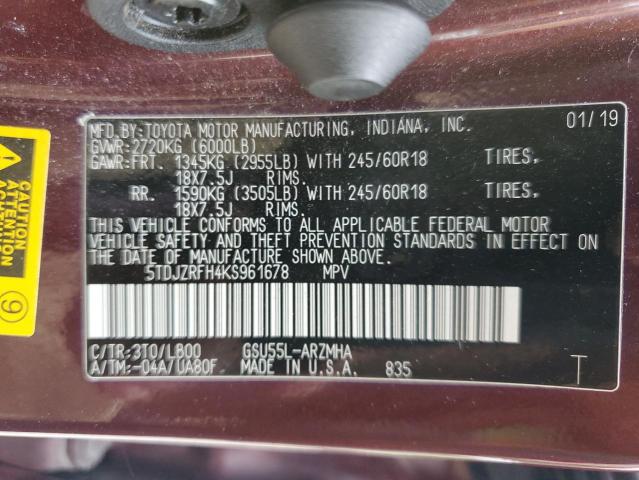 MFD.BY:TOYOTA MOTOR MANUFACTURING, INDIANA, INC. 01/19
GVWR:2720KG (6000LB)
GAWR:FRT. 1345KG (2955LB) WITH 245/60R18 TIRES,
18X7.5J RIMS.
RR. 1590KG (3505LB) WITH 245/60R18 TIRES,
18X7.5J RIMS.
THIS VEHICLE CONFORMS TO ALL APPLICABLE FEDERAL MOTOR
VEHICLE SAFETY AND THEFT PREVENTION STANDARDS IN EFFECT ON
THE DATE OF MANUFACTURE SHOWN ABOVE.
5TDJZRFH4KS961678 MPV
C/TR:3T0/LB00 GSU55L-ARZMHA
A/TM:-04A/UA80F MADE IN U.S.A. 835 T
ATTENTION
9